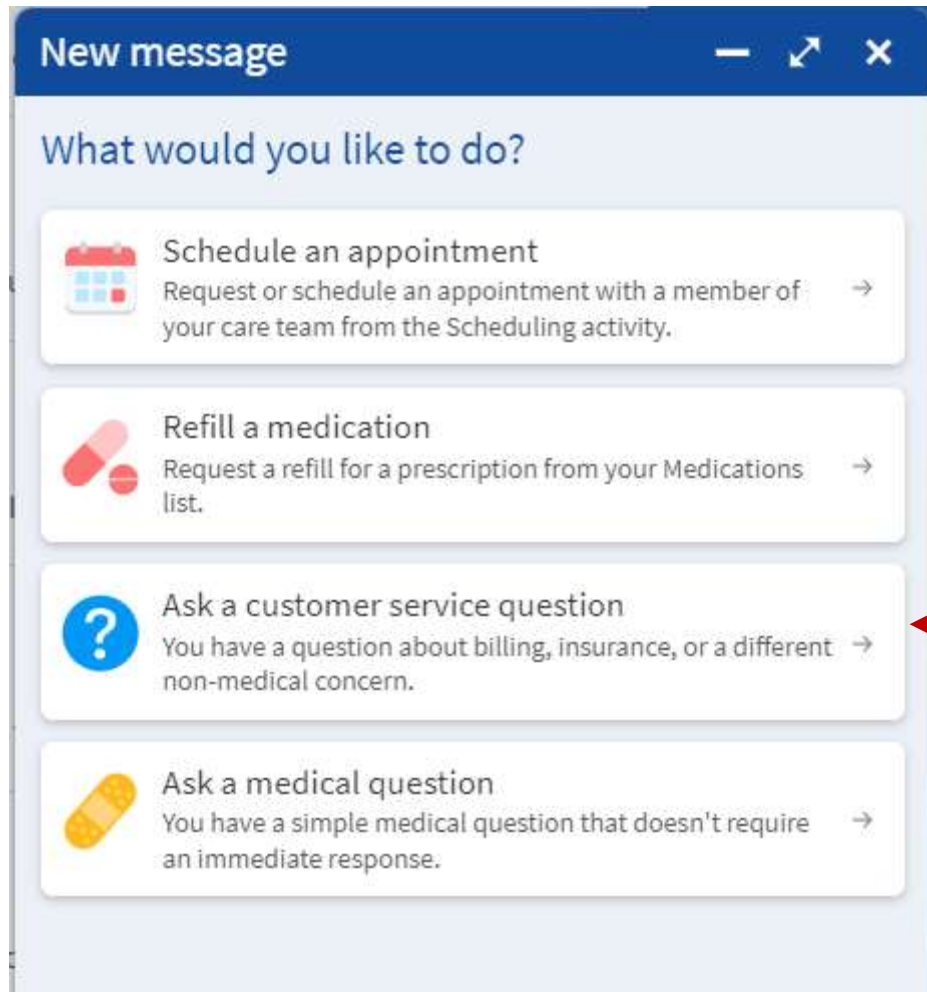 New message
What would you like to do?
Schedule an appointment
Request or schedule an appointment with a member of
your care team from the Scheduling activity.
Refill a medication
Request a refill for a prescription from your Medications
list.
Ask a customer service question
You have a question about billing, insurance, or a different
non-medical concern.
Ask a medical question
You have a simple medical question that doesn't require
an immediate response.